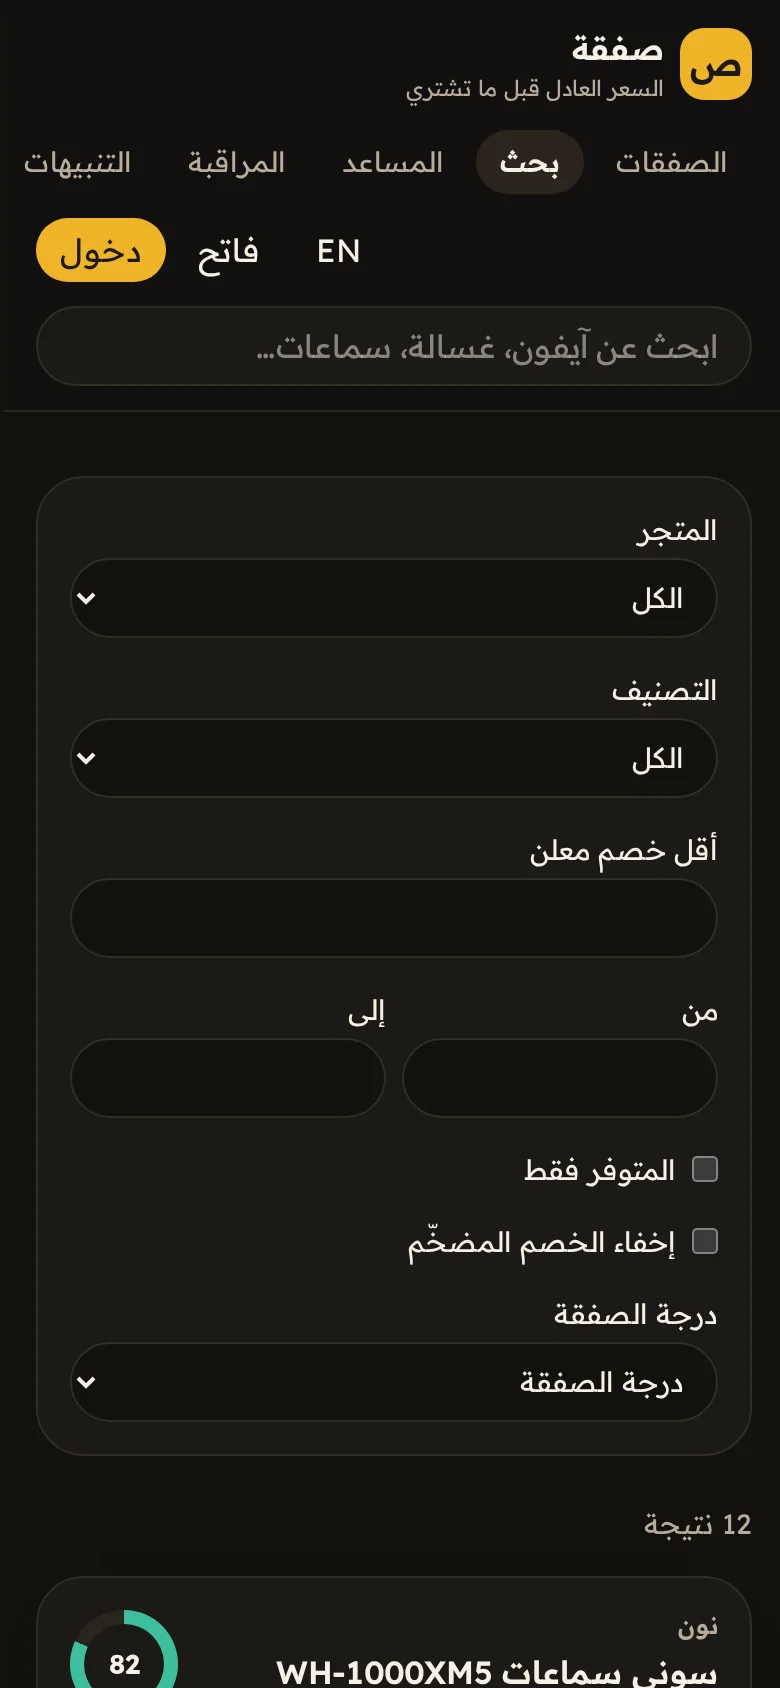 ص
صفقة
السعر العادل قبل ما تشتري
الصفقات بحث المساعد المراقبة التنبيهات
EN فاتح دخول
ابحث عن آيفون، غسالة، سماعات...
المتجر
الكل
التصنيف
الكل
أقل خصم معلن
من إلى
المتوفر فقط
إخفاء الخصم المضخّم
درجة الصفقة
درجة الصفقة
12 نتيجة
نون
82
سوني سماعات WH-1000XM5